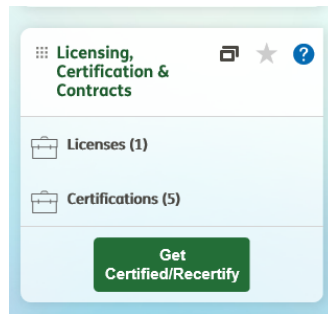 Licensing,
Certification &
Contracts
?
Licenses (1)
Certifications (5)
Get
Certified/Recertify